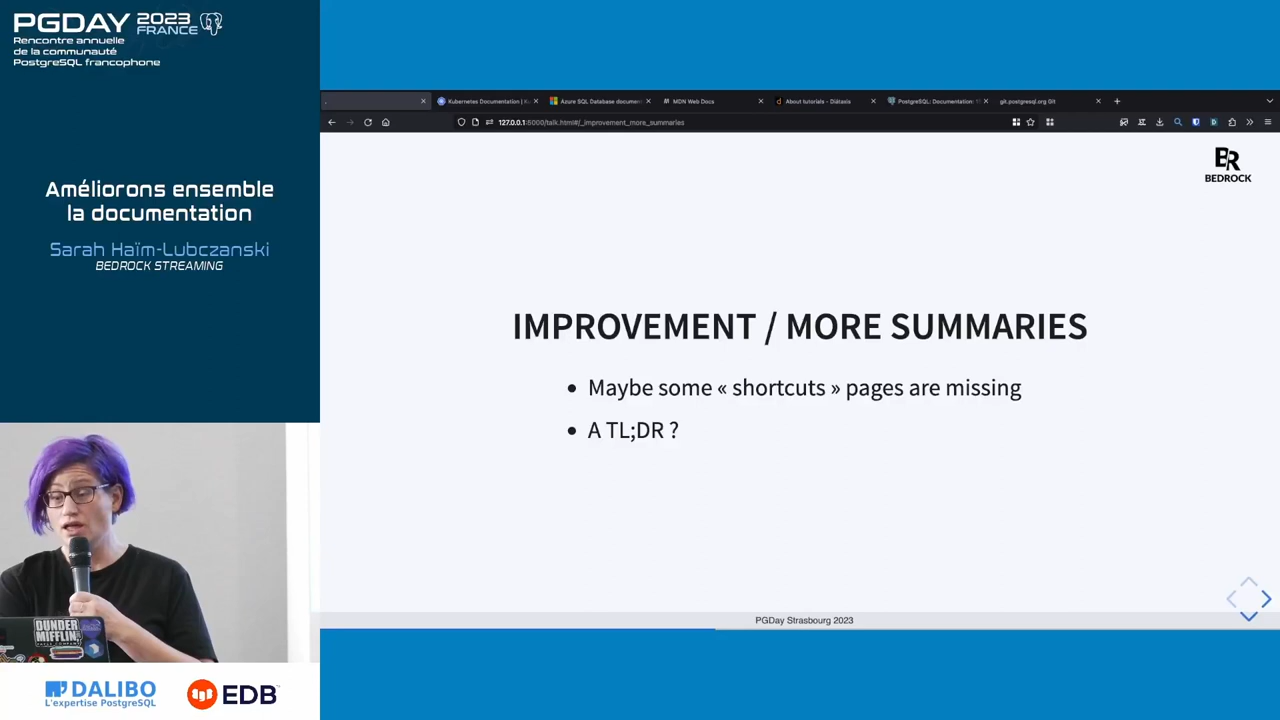 PGDAY 2023 FRANCE
Rencontre annuelle
de la communauté
PostgreSQL francophone
Améliorons ensemble
la documentation
Sarah Haïm-Lubczanski
BEDROCK STREAMING
Kubernetes Documentation | K
Azure SQL Database document
MDN Web Docs
About tutorials - Diátaxis
PostgreSQL: Documentation:
git.postgresql.org Git
127.0.0.1:5000/talk.html#/_improvement_more_summaries
BR
BEDROCK
IMPROVEMENT / MORE SUMMARIES
• Maybe some « shortcuts » pages are missing
• A TL;DR ?
PGDay Strasbourg 2023
DUNDER
MIFFLIN
DALIBO
L'expertise PostgreSQL
EDB